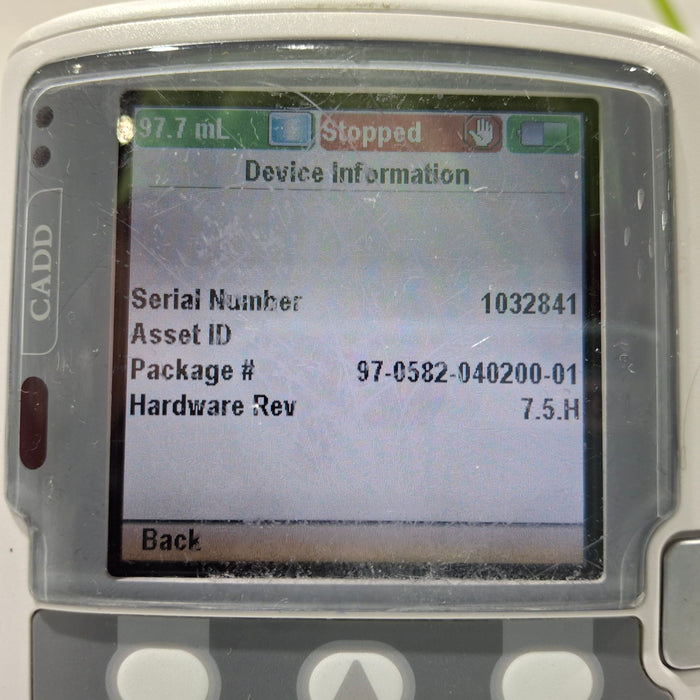 97.7 mL Stopped
Device Information
CADD
Serial Number 1032841
Asset ID
Package # 97-0582-040200-01
Hardware Rev 7.5.H
Back